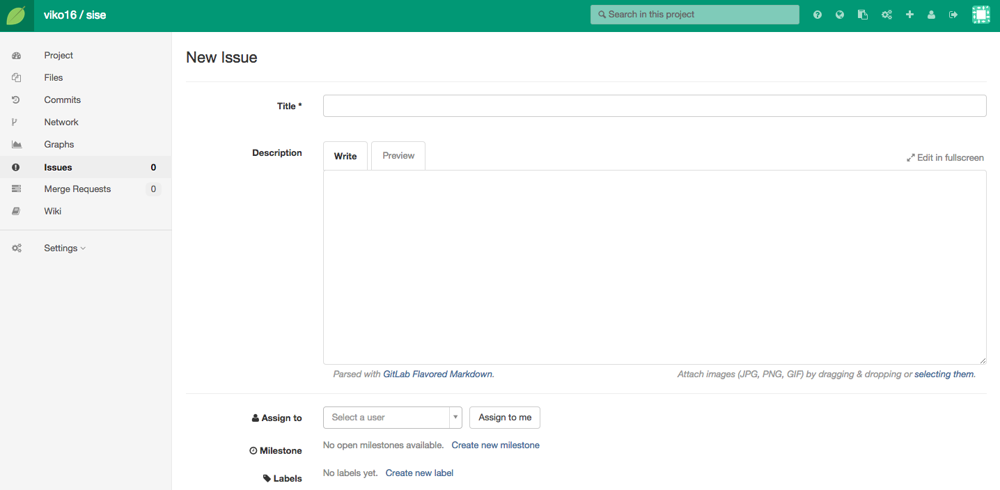 viko16 / sise
Search in this project
Project
Files
Commits
Network
Graphs
Issues 0
Merge Requests 0
Wiki
Settings
New Issue
Title *
Description
Write
Preview
Edit in fullscreen
Parsed with GitLab Flavored Markdown.
Attach images (JPG, PNG, GIF) by dragging & dropping or selecting them.
Assign to
Select a user
Assign to me
Milestone
No open milestones available. Create new milestone
Labels
No labels yet. Create new label